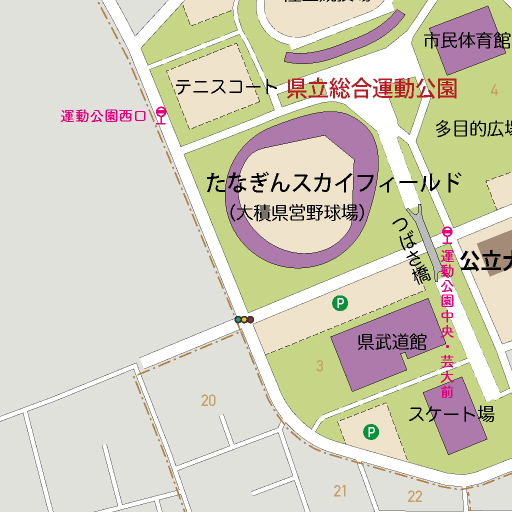 市民体育館
テニスコート
県立総合運動公園
4
運動公園西口
多目的広場
たなぎんスカイフィールド
(大積県営野球場)
つばさ橋
運動公園中央・芸大前
公立大
P
県武道館
3
20
スケート場
P
21
22